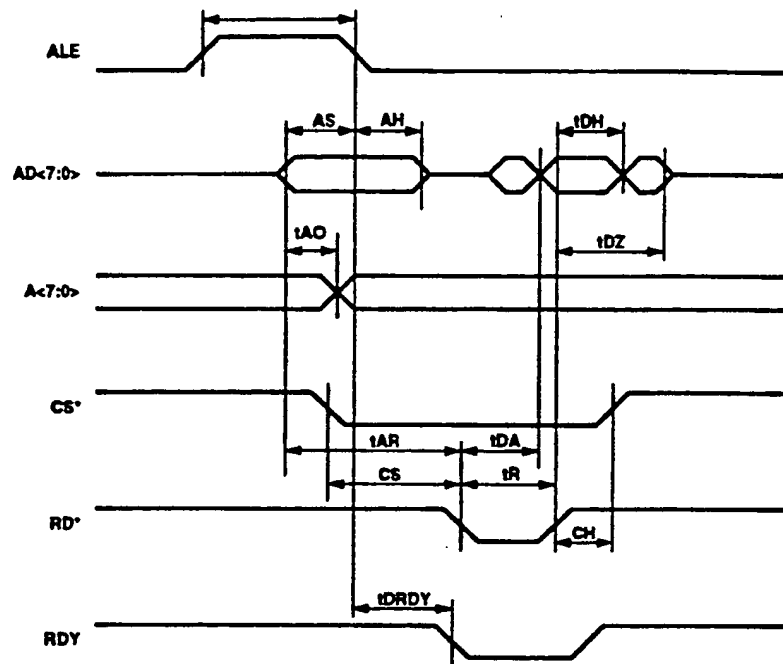 ALE
AS AH tDH
AD<7:0>
tAO tDZ
A<7:0>
CS*
tAR tDA
CS tR
RD*
CH
tDRDY
RDY